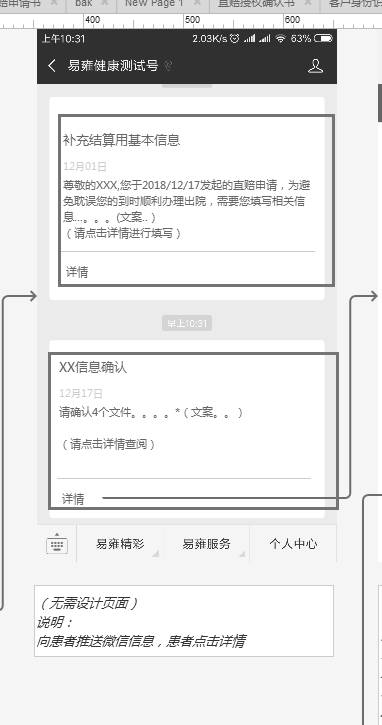 赔申请书 bak New Page 1 直赔授权确认书 客户身份识
400 500 600
上午10:31 2.03K/s 63%
易雍健康测试号
补充结算用基本信息
12月01日
尊敬的XXX,您于2018/12/17发起的直赔申请，为避
免耽误您的到时顺利办理出院，需要您填写相关信
息...。。。(文案..）
（请点击详情进行填写）
详情
早上10:31
XX信息确认
12月17日
请确认4个文件。。。。*（文案。。）
（请点击详情查阅）
详情
易雍精彩 易雍服务 个人中心
（无需设计页面）
说明：
向患者推送微信信息，患者点击详情